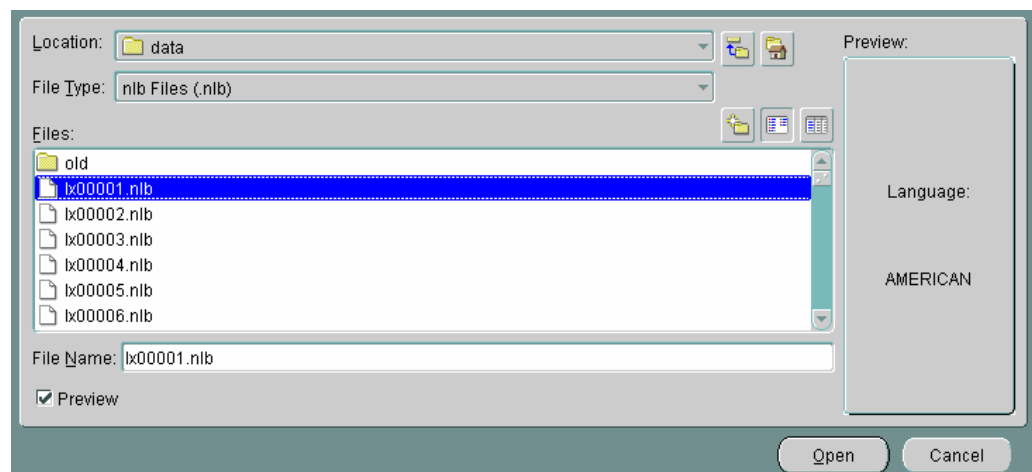 Location: data
File Type: nlb Files (.nlb)
Files:
old
lx00001.nlb
lx00002.nlb
lx00003.nlb
lx00004.nlb
lx00005.nlb
lx00006.nlb
File Name: lx00001.nlb
Preview
Preview:
Language:
AMERICAN
Open Cancel